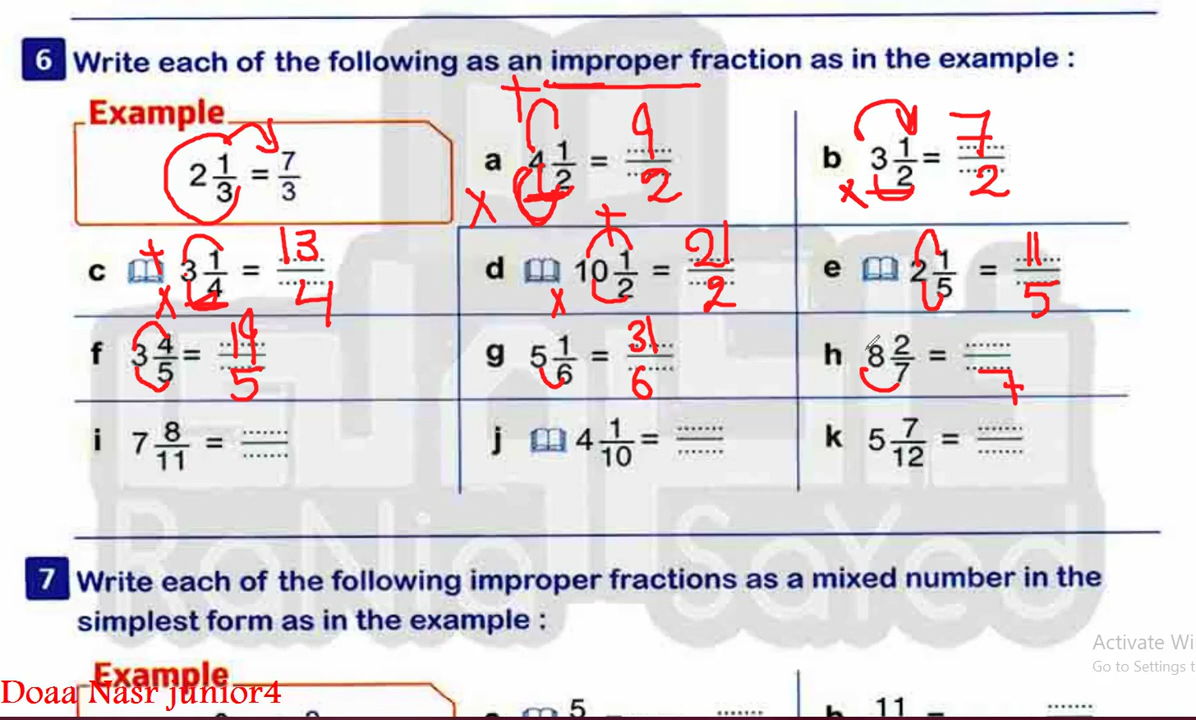 6 Write each of the following as an improper fraction as in the example :
Example
2 1/3 = 7/3
a 4 1/2 = 9/2
+
×
b 3 1/2 = 7/2
×
c 3 1/4 = 13/4
+
×
d 10 1/2 = 21/2
+
×
e 2 1/5 = 11/5
f 3 4/5 = 19/5
g 5 1/6 = 31/6
h 8 2/7 = ....../7
i 7 8/11 = ....../......
j 4 1/10 = ....../......
k 5 7/12 = ....../......
7 Write each of the following improper fractions as a mixed number in the
simplest form as in the example :
Example
Doaa Nasr junior4
5
11
Activate Wi
Go to Settings t